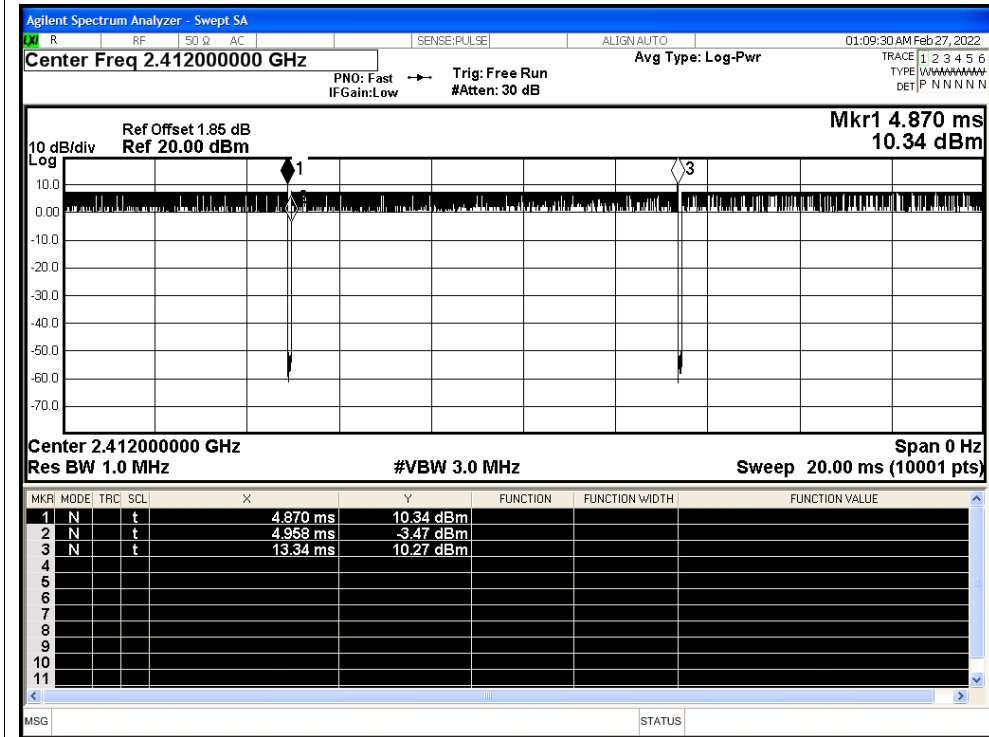 Agilent Spectrum Analyzer - Swept SA
LXI R RF 50 Ω AC SENSE:PULSE ALIGN AUTO 01:09:30 AM Feb 27, 2022
Center Freq 2.412000000 GHz Avg Type: Log-Pwr TRACE 1 2 3 4 5 6
PNO: Fast Trig: Free Run TYPE W
IFGain:Low #Atten: 30 dB DET P N N N N N
Mkr1 4.870 ms
Ref Offset 1.85 dB
10 dB/div Ref 20.00 dBm 10.34 dBm
Log
1 3
10.0
0.00
-10.0
-20.0
-30.0
-40.0
-50.0
-60.0
-70.0
Center 2.412000000 GHz Span 0 Hz
Res BW 1.0 MHz #VBW 3.0 MHz Sweep 20.00 ms (10001 pts)
MKR MODE TRC SCL X Y FUNCTION FUNCTION WIDTH FUNCTION VALUE
1 N t 4.870 ms 10.34 dBm
2 N t 4.958 ms -3.47 dBm
3 N t 13.34 ms 10.27 dBm
4
5
6
7
8
9
10
11
MSG STATUS